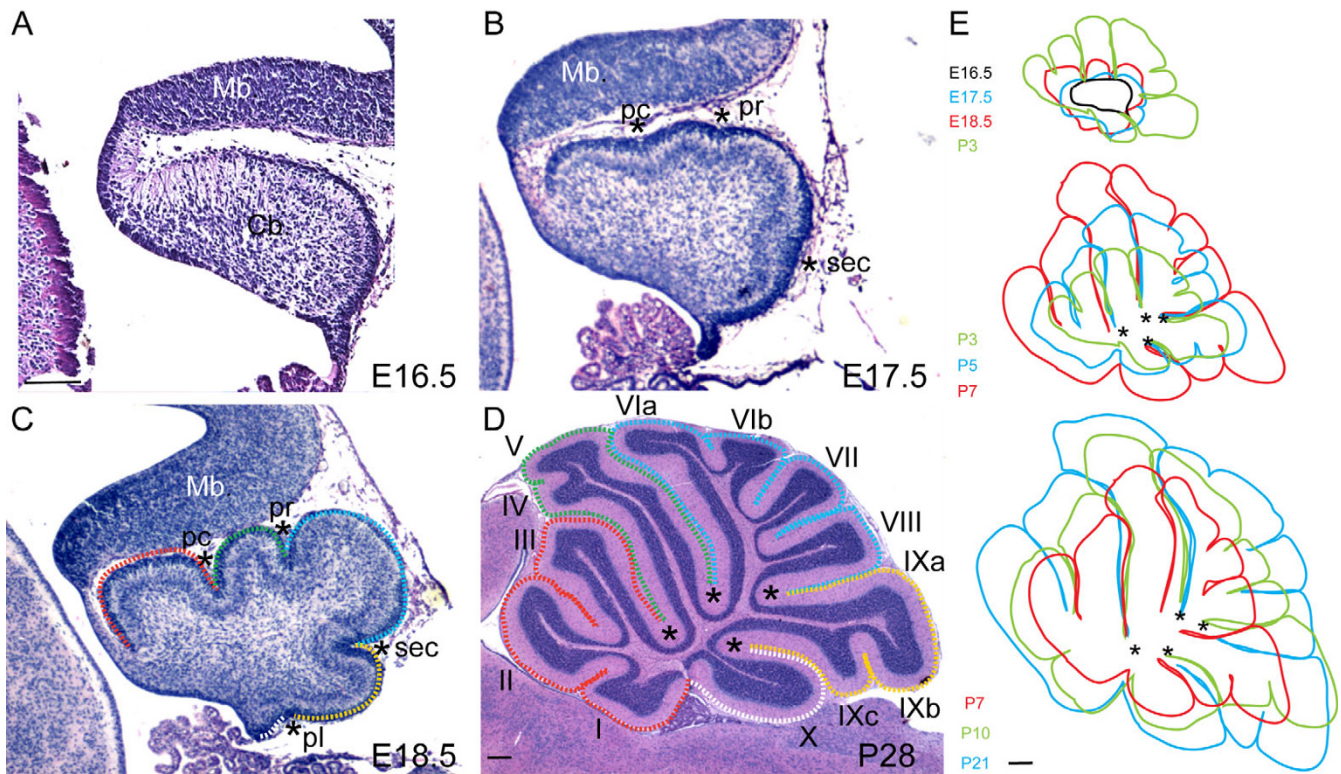 A
Mb
Cb
E16.5
B
Mb.
pc
pr
* sec
*
*
E17.5
C
Mb
pr
pc
*
*
* sec
* pl
E18.5
D
VIa
VIb
V
VII
IV
VIII
III
IXa
*
*
*
*
II
I
X
IXc
IXb
P28
E
E16.5
E17.5
E18.5
P3
P3
P5
P7
* * * *
P7
P10
P21
* * * *